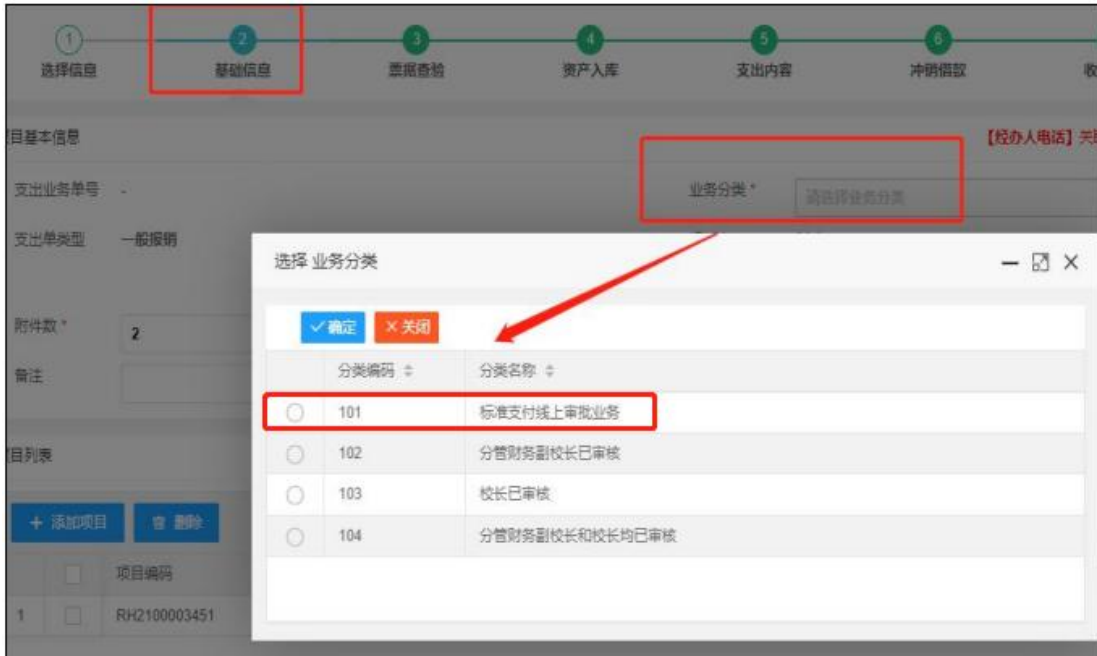 1 2 3 4 5 6
选择信息 基础信息 票据查验 资产入库 支出内容 冲销借款 收
目基本信息 【经办人电话】关
支出业务单号 - 业务分类 * 请选择业务分类
支出单类型 一般报销
选择 业务分类
附件数 * 2
确定 关闭
备注
分类编码 分类名称
101 标准支付线上审批业务
102 分管财务副校长已审核
目列表
103 校长已审核
+ 添加项目 删除
104 分管财务副校长和校长均已审核
项目编码
1 RH2100003451